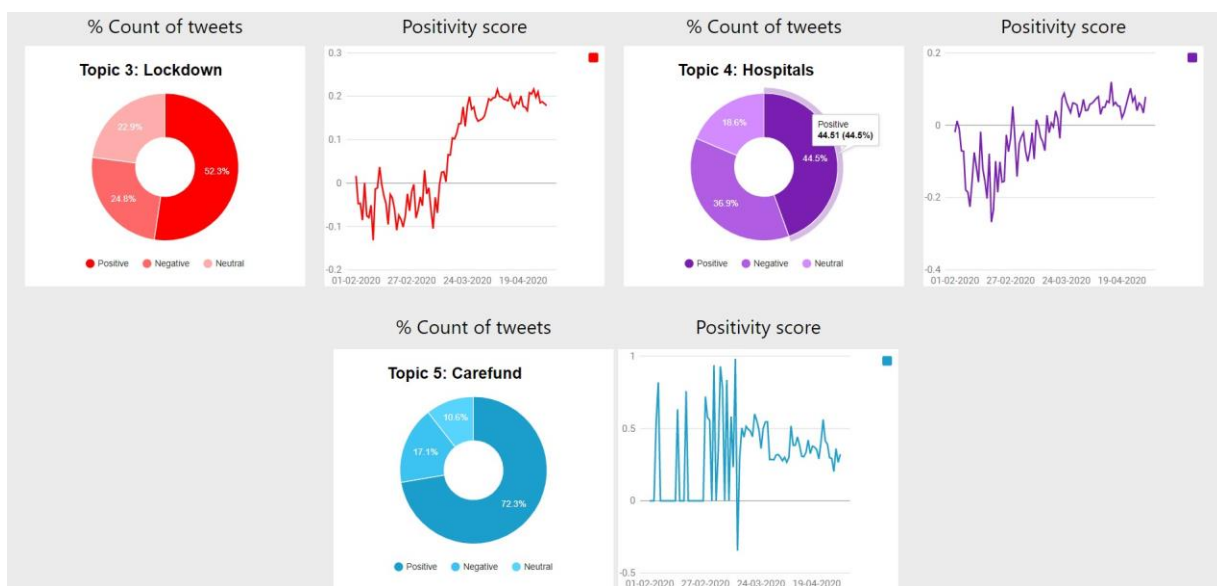 % Count of tweets
Positivity score
% Count of tweets
Positivity score
Topic 3: Lockdown
22.9%
52.3%
24.8%
Positive Negative Neutral
0.3
0.2
0.1
0
-0.1
-0.2
01-02-2020 27-02-2020 24-03-2020 19-04-2020
Topic 4: Hospitals
18.6%
Positive
44.51 (44.5%)
44.5%
36.9%
Positive Negative Neutral
0.2
0
-0.2
-0.4
01-02-2020 27-02-2020 24-03-2020 19-04-2020
% Count of tweets
Positivity score
Topic 5: Carefund
10.6%
17.1%
72.3%
Positive Negative Neutral
1
0.5
0
-0.5
01-02-2020 27-02-2020 24-03-2020 19-04-2020